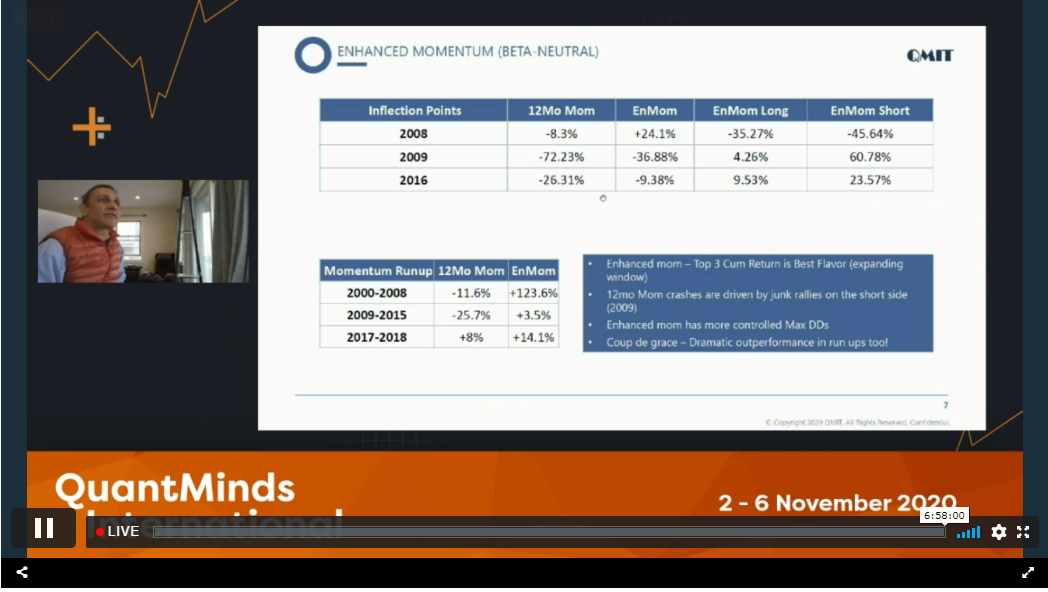 LIVE
ENHANCED MOMENTUM (BETA-NEUTRAL)
QMIT
Inflection Points 12Mo Mom EnMom EnMom Long EnMom Short
2008 -8.3% +24.1% -35.27% -45.64%
2009 -72.23% -36.88% 4.26% 60.78%
2016 -26.31% -9.38% 9.53% 23.57%
Momentum Runup 12Mo Mom EnMom
2000-2008 -11.6% +123.6%
2009-2015 -25.7% +3.5%
2017-2018 +8% +14.1%
• Enhanced mom – Top 3 Cum Return is Best Flavor (expanding
window)
• 12mo Mom crashes are driven by junk rallies on the short side
(2009)
• Enhanced mom has more controlled Max DDs
• Coup de grace – Dramatic outperformance in run ups too!
7
© Copyright 2020 QMIT. All Rights Reserved. Confidential.
QuantMinds
International
2 - 6 November 2020
6:58:00
LIVE